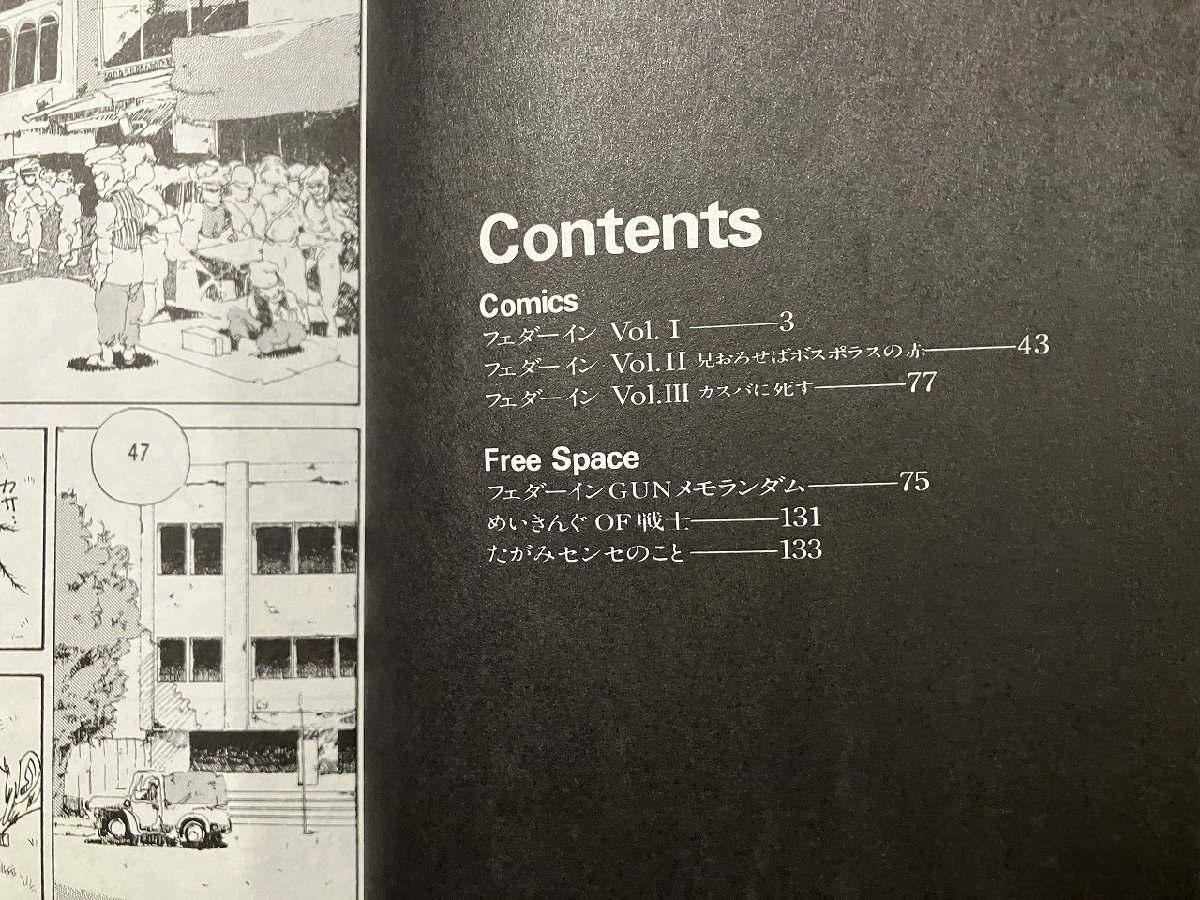 Contents
Comics
フェダーイン Vol. I ——— 3
フェダーイン Vol.II 見おろせばボスポラスの赤 ——— 43
フェダーイン Vol.III カスバに死す ——— 77
Free Space
フェダーインGUNメモランダム ——— 75
めいきんぐOF戦士 ——— 131
たがみセンセのこと ——— 133
47
カサ